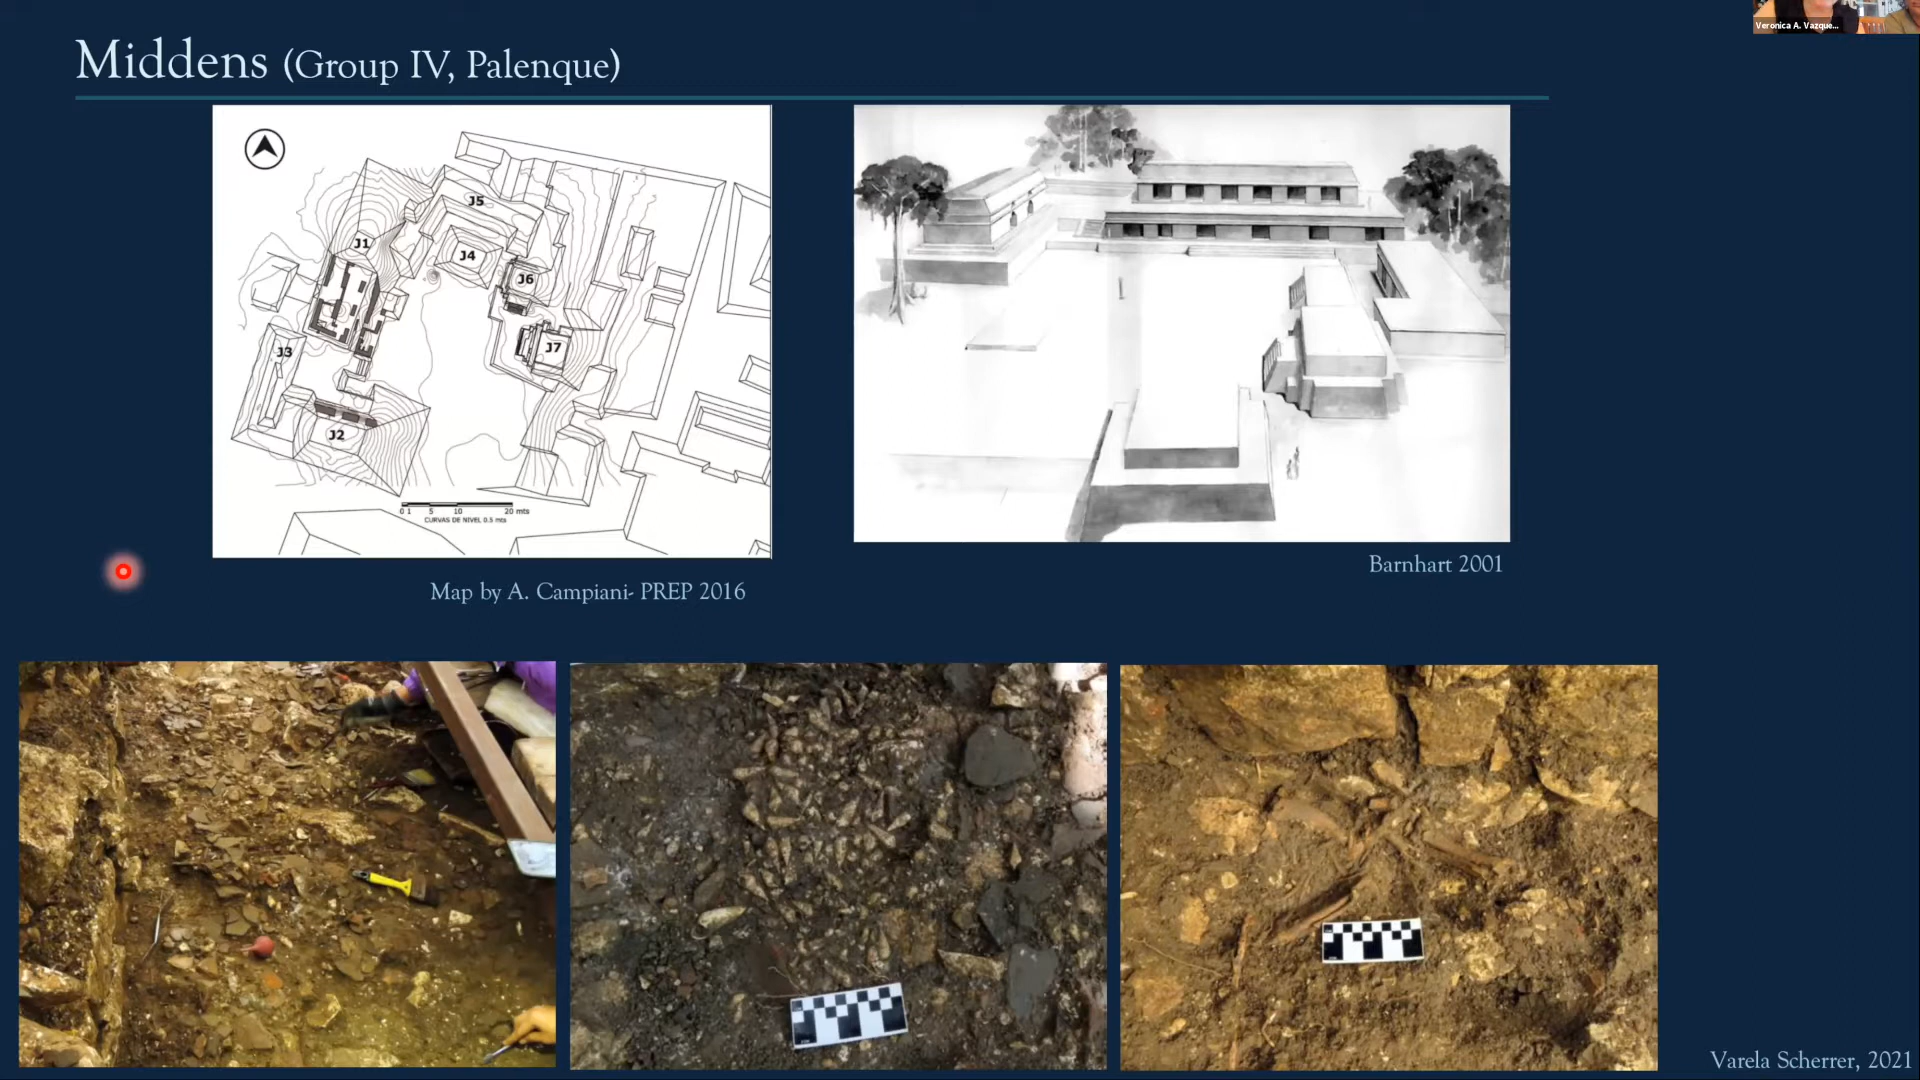 Veronica A. Vazque...
Middens (Group IV, Palenque)
J5
J1
J4
J6
J7
J3
J2
0 1 5 10 20 mts
CURVAS DE NIVEL 0.5 mts
Barnhart 2001
Map by A. Campiani- PREP 2016
Varela Scherrer, 2021